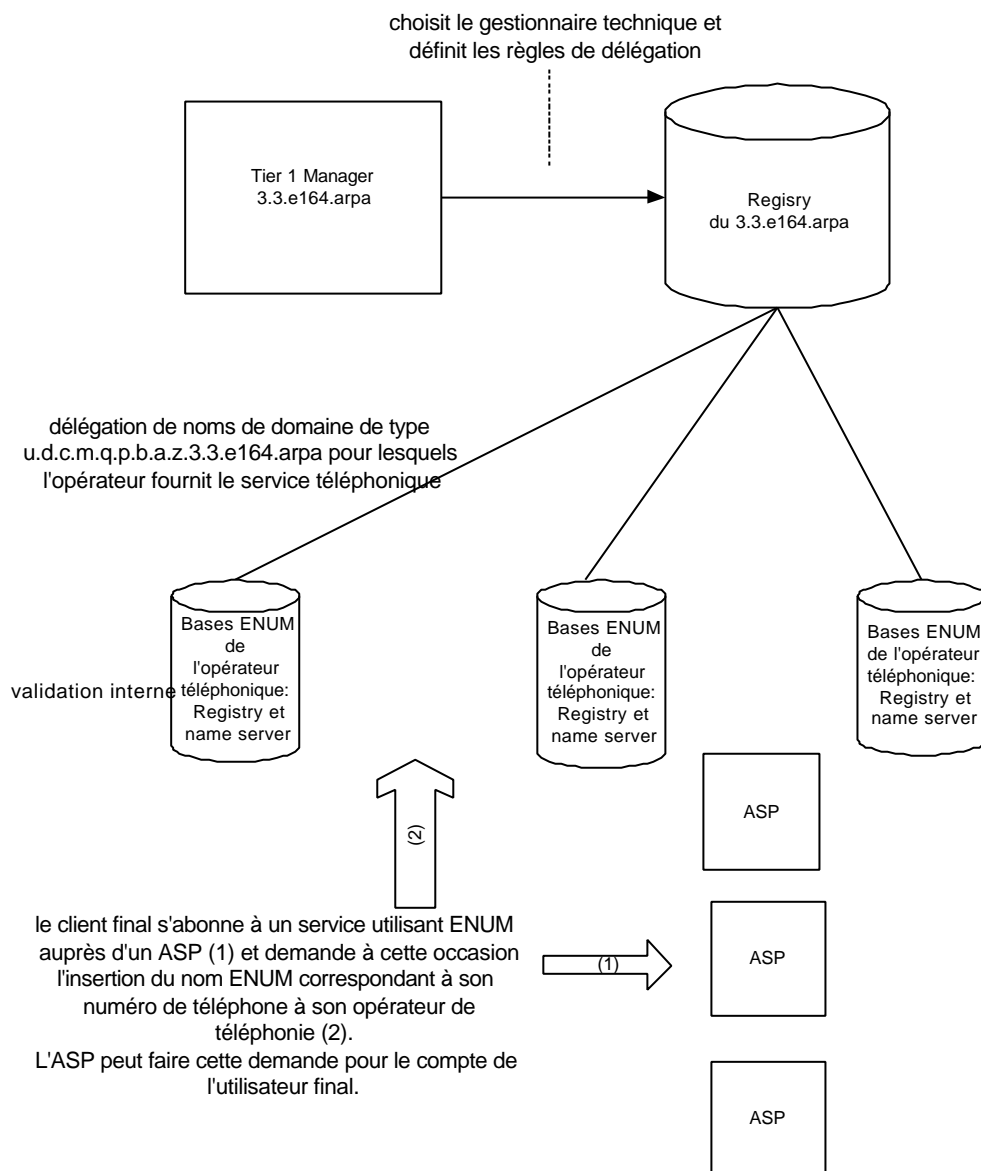 choisit le gestionnaire technique et
définit les règles de délégation
Tier 1 Manager
3.3.e164.arpa
Regisry
du 3.3.e164.arpa
délégation de noms de domaine de type
u.d.c.m.q.p.b.a.z.3.3.e164.arpa pour lesquels
l'opérateur fournit le service téléphonique
validation interne
Bases ENUM
de
l'opérateur
téléphonique:
Registry et
name server
Bases ENUM
de
l'opérateur
téléphonique:
Registry et
name server
Bases ENUM
de l'opérateur
téléphonique:
Registry et
name server
(2)
ASP
le client final s'abonne à un service utilisant ENUM
auprès d'un ASP (1) et demande à cette occasion
l'insertion du nom ENUM correspondant à son
numéro de téléphone à son opérateur de
téléphonie (2).
L'ASP peut faire cette demande pour le compte de
l'utilisateur final.
(1)
ASP
ASP